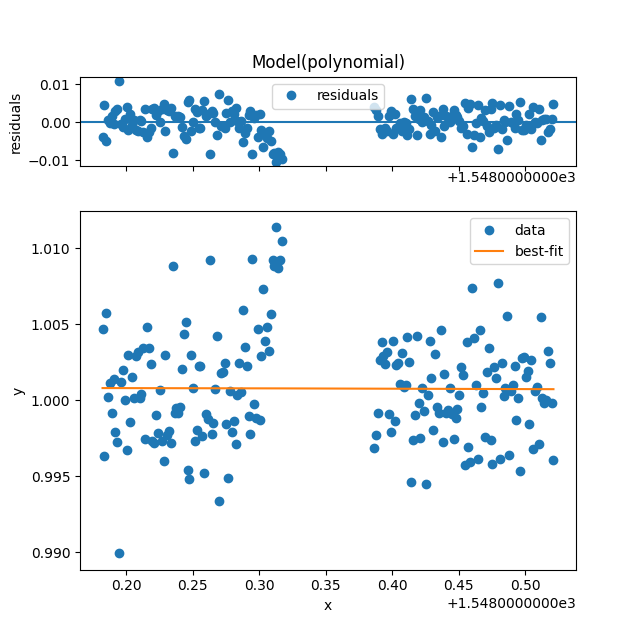 Model(polynomial)
0.01
0.00
−0.01
residuals
residuals
+1.5480000000e3
1.010
1.005
1.000
0.995
0.990
y
data
best-fit
0.20 0.25 0.30 0.35 0.40 0.45 0.50
x
+1.5480000000e3